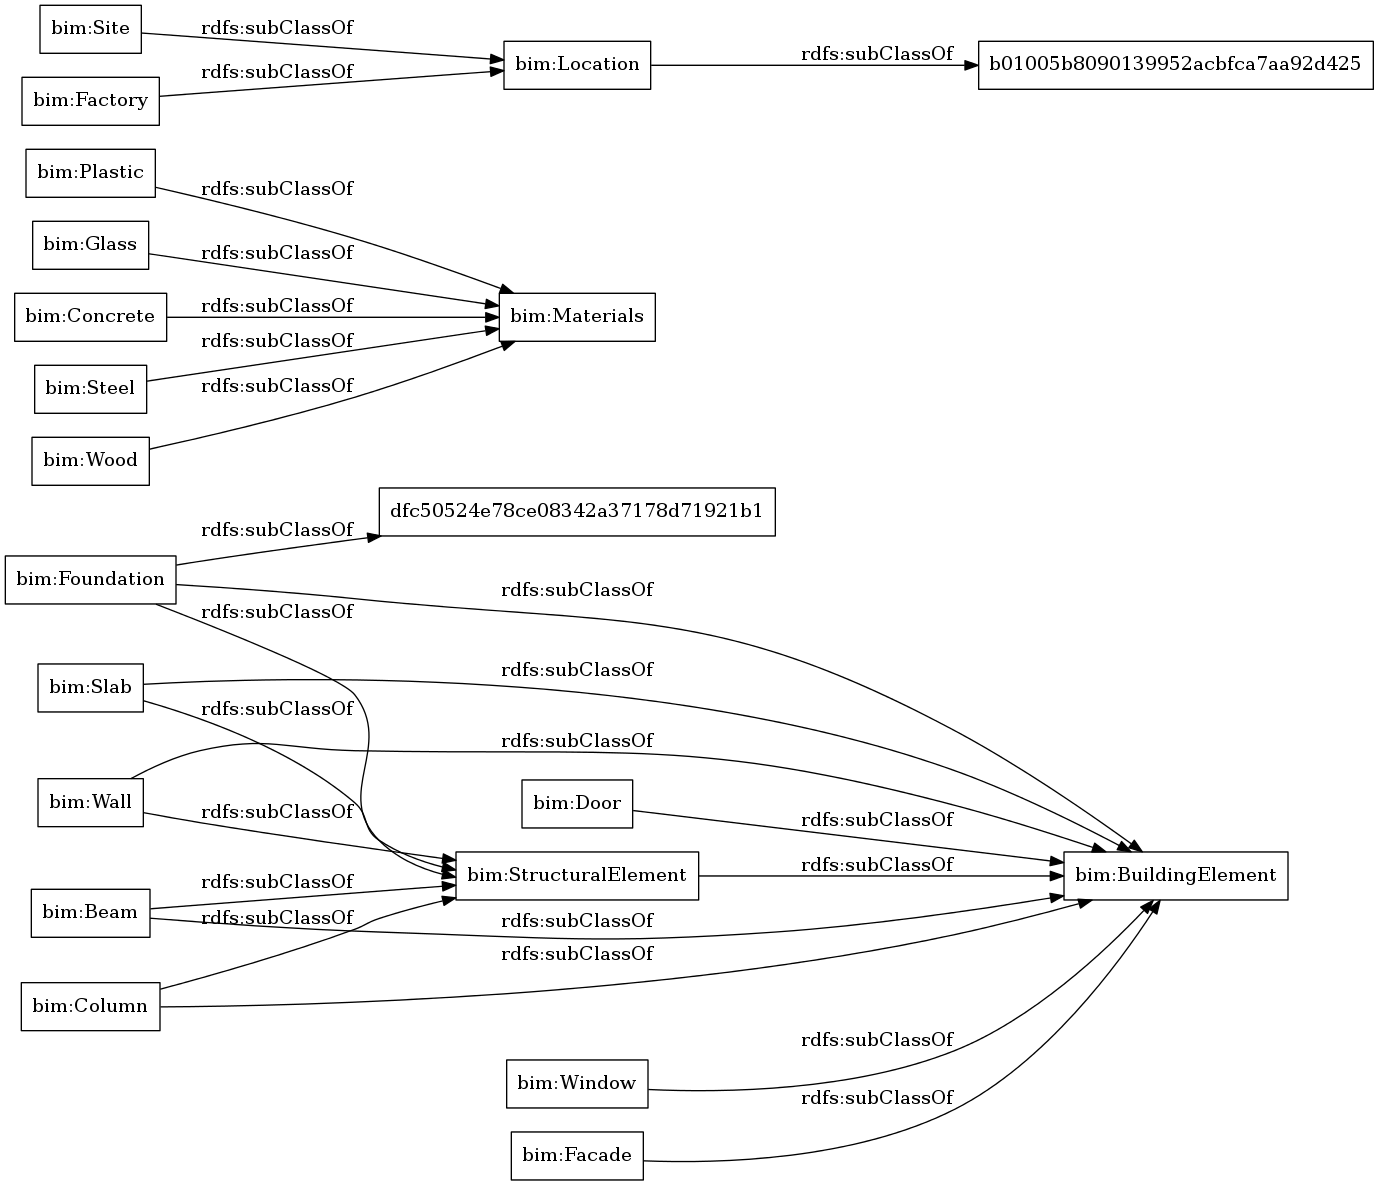 bim:Site
rdfs:subClassOf
bim:Location
rdfs:subClassOf
b01005b8090139952acbfca7aa92d425
rdfs:subClassOf
bim:Factory
bim:Plastic
rdfs:subClassOf
bim:Glass
rdfs:subClassOf
bim:Concrete
rdfs:subClassOf
bim:Materials
rdfs:subClassOf
bim:Steel
rdfs:subClassOf
bim:Wood
dfc50524e78ce08342a37178d71921b1
rdfs:subClassOf
bim:Foundation
rdfs:subClassOf
rdfs:subClassOf
rdfs:subClassOf
bim:Slab
rdfs:subClassOf
rdfs:subClassOf
bim:Wall
rdfs:subClassOf
bim:Door
rdfs:subClassOf
bim:StructuralElement
rdfs:subClassOf
bim:BuildingElement
rdfs:subClassOf
bim:Beam
rdfs:subClassOf
rdfs:subClassOf
rdfs:subClassOf
bim:Column
rdfs:subClassOf
bim:Window
rdfs:subClassOf
bim:Facade